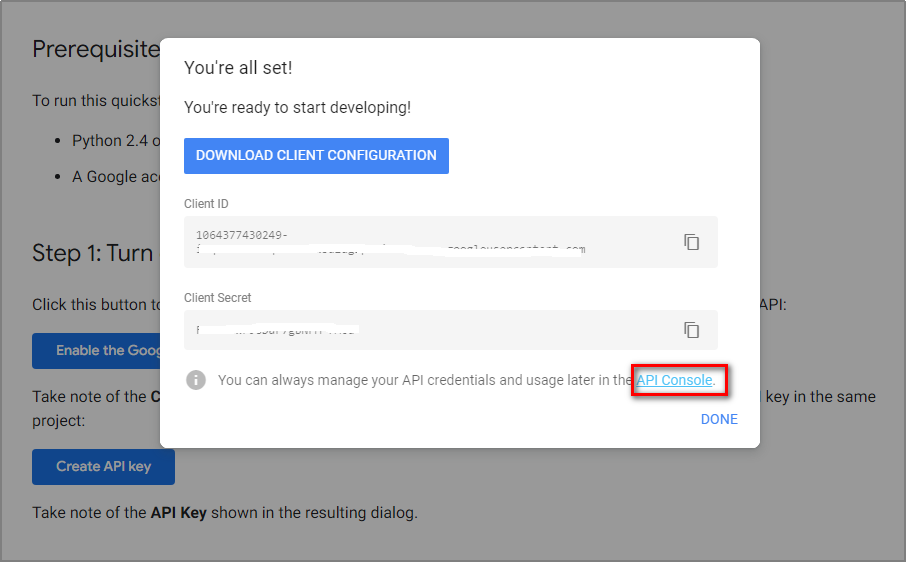 Prerequisite
You're all set!
To run this quickst
You're ready to start developing!
Python 2.4 o
DOWNLOAD CLIENT CONFIGURATION
A Google acc
Client ID
1064377430249-
Step 1: Turn
Client Secret
Click this button to
API:
Enable the Goog
You can always manage your API credentials and usage later in the API Console.
Take note of the C
key in the same
project:
DONE
Create API key
Take note of the API Key shown in the resulting dialog.